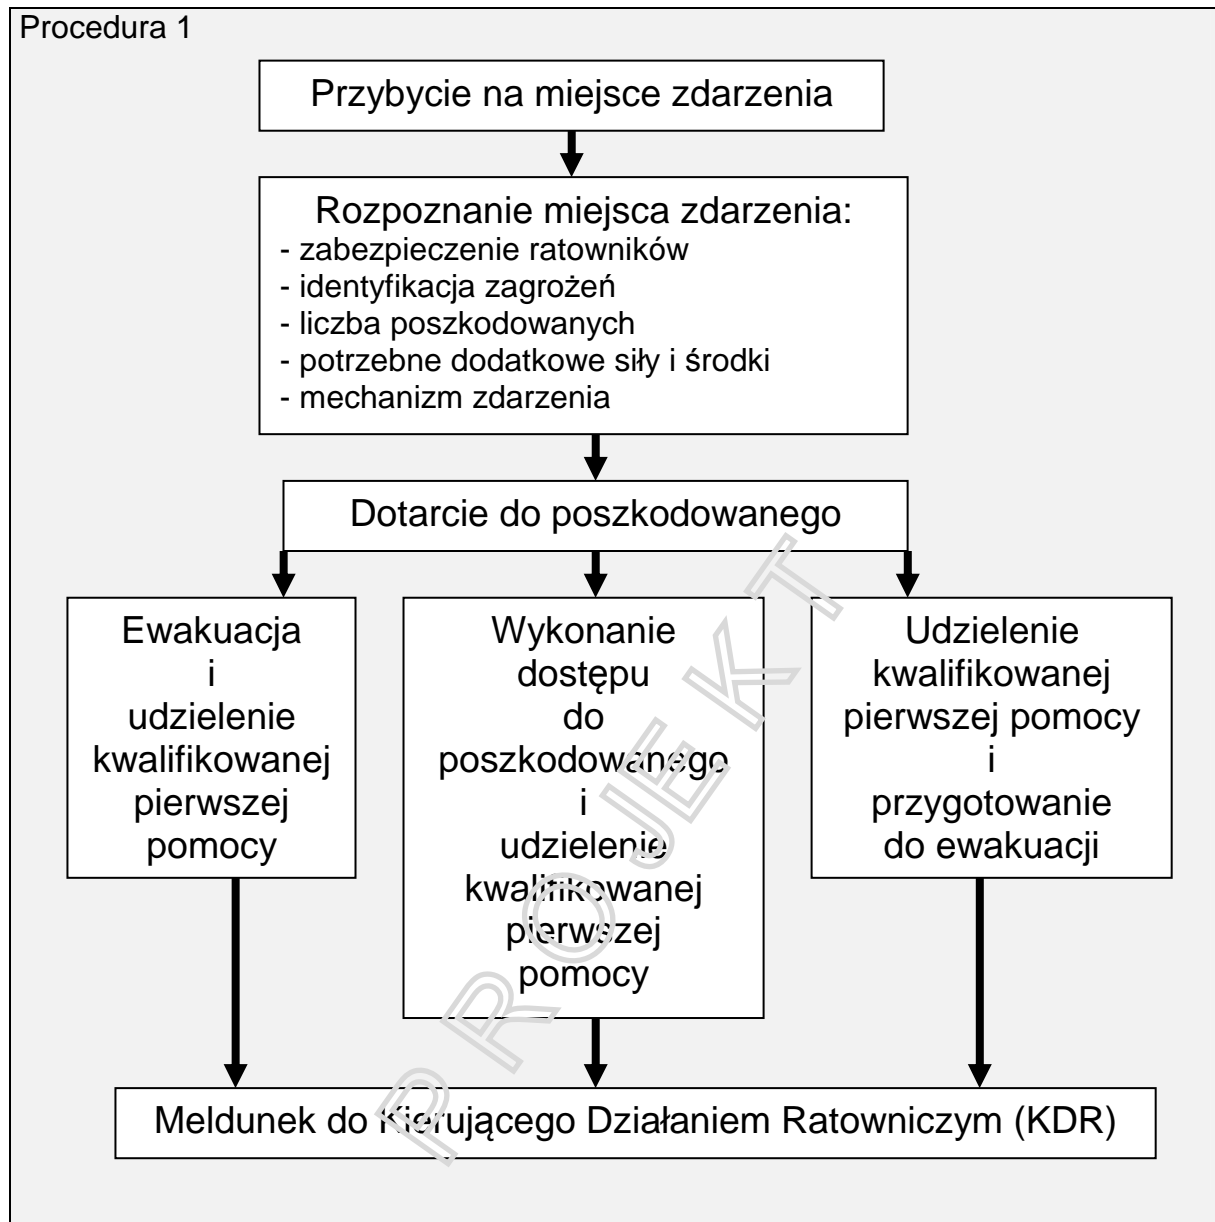 Procedura 1
Przybycie na miejsce zdarzenia
Rozpoznanie miejsca zdarzenia:
- zabezpieczenie ratowników
- identyfikacja zagrożeń
- liczba poszkodowanych
- potrzebne dodatkowe siły i środki
- mechanizm zdarzenia
Dotarcie do poszkodowanego
Ewakuacja
i
udzielenie
kwalifikowanej
pierwszej
pomocy
Wykonanie
dostępu
do
poszkodowanego
i
udzielenie
kwalifikowanej
pierwszej
pomocy
Udzielenie
kwalifikowanej
pierwszej pomocy
i
przygotowanie
do ewakuacji
Meldunek do Kierującego Działaniem Ratowniczym (KDR)
PROJEKT